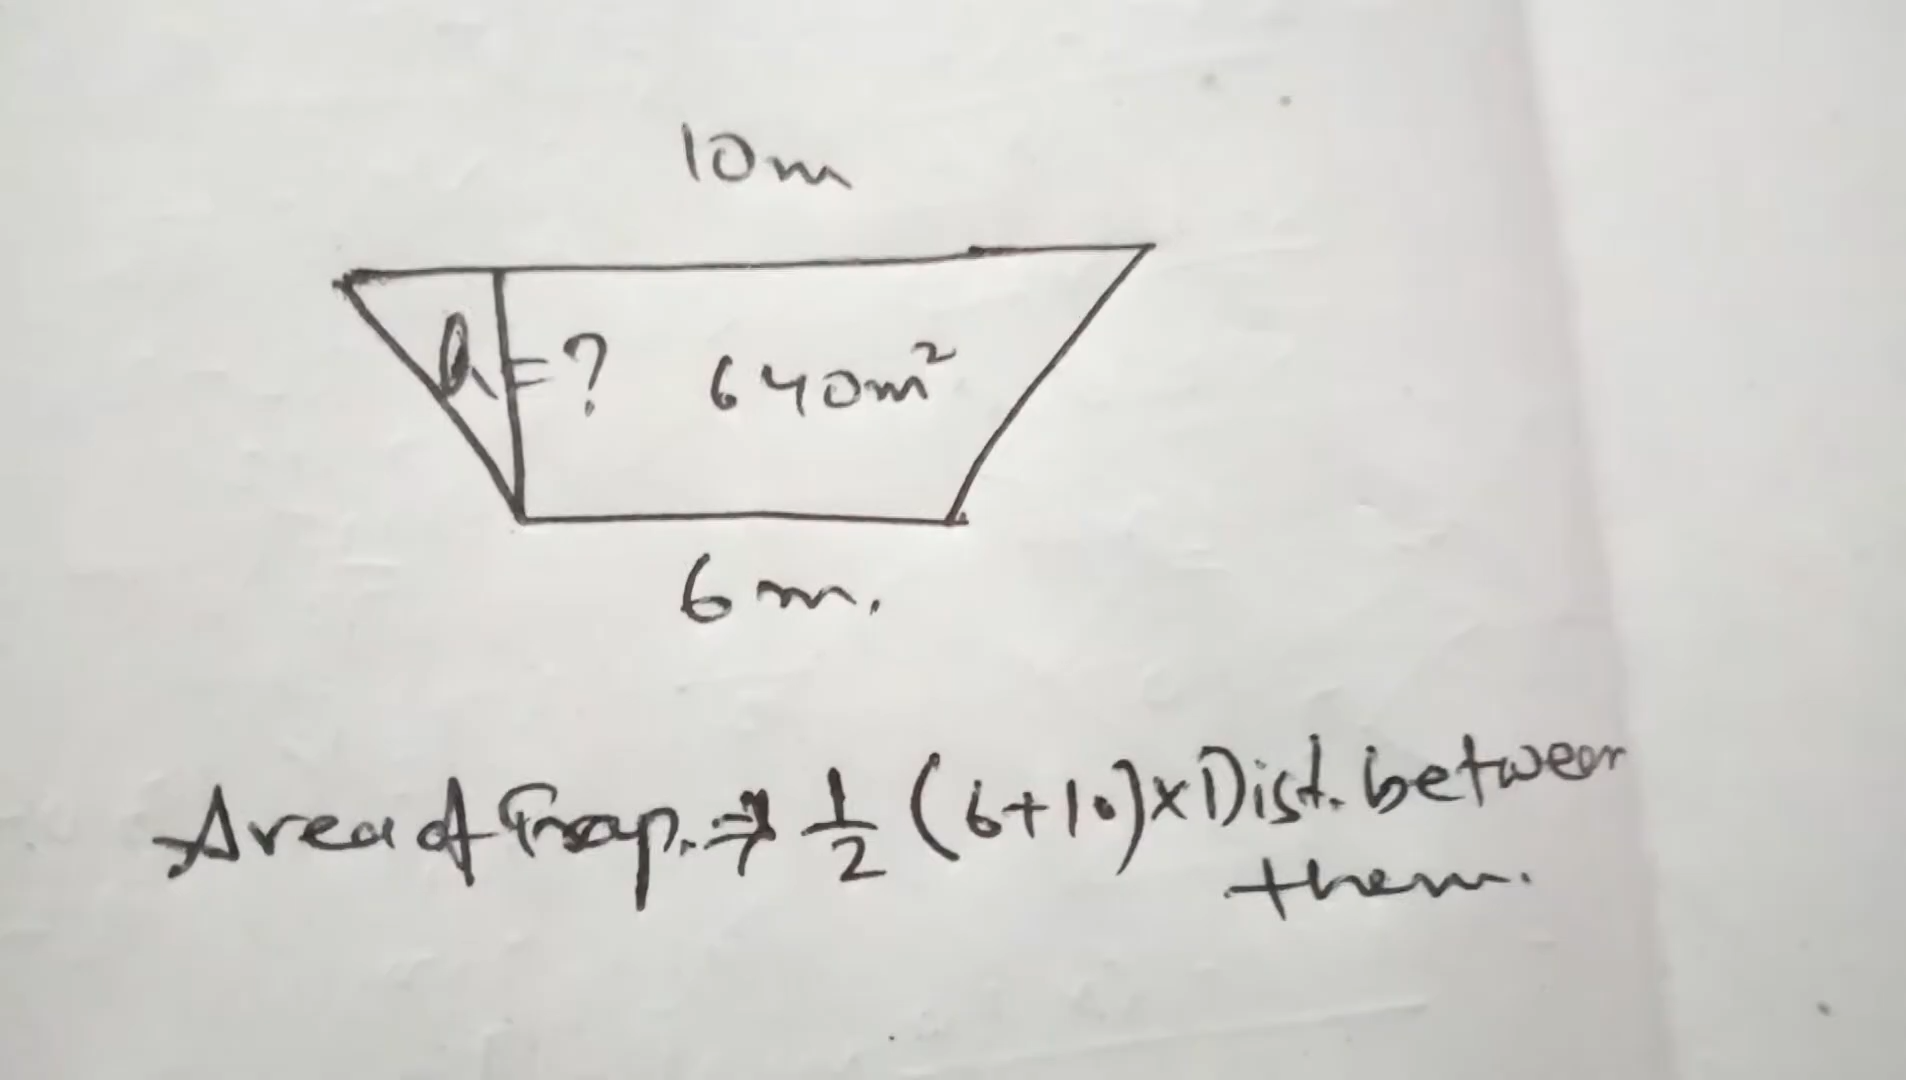 10m
h=? 640m²
6m.
Area of Trap. ⇒ 1/2 (6+10)×Dist. between
them.